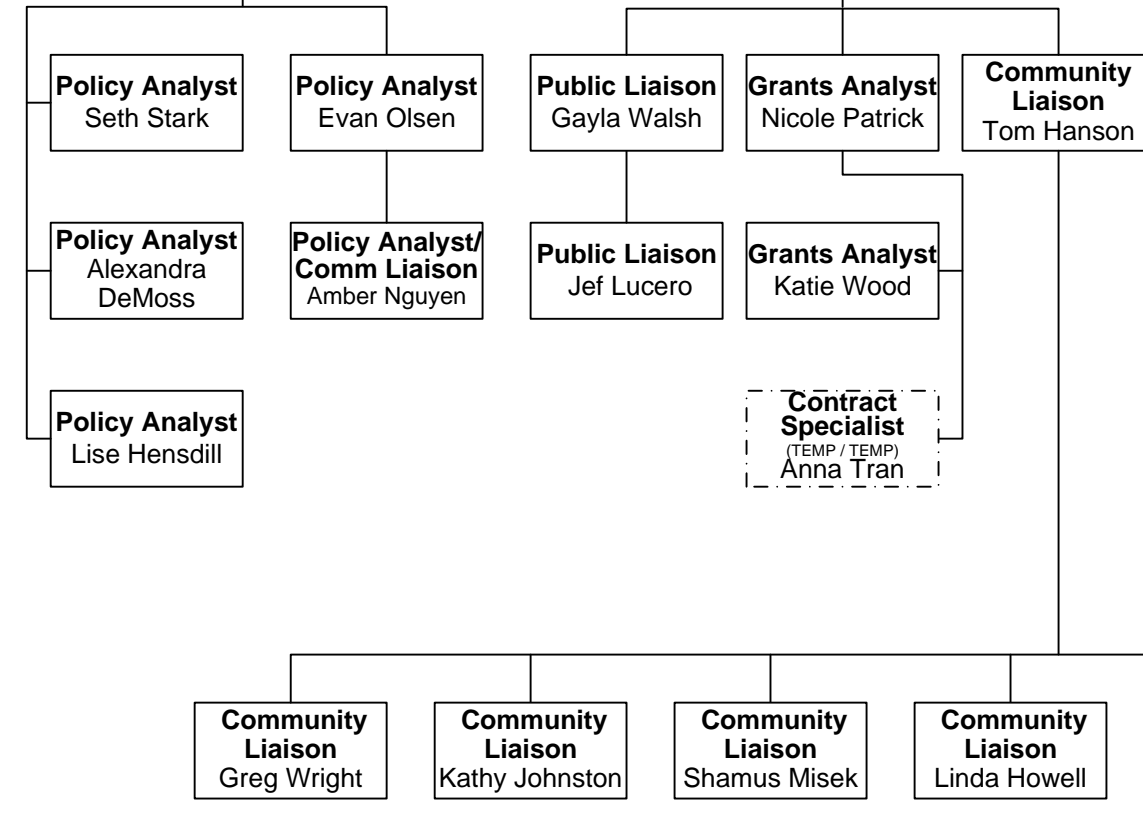 Policy Analyst
Seth Stark
Policy Analyst
Evan Olsen
Public Liaison
Gayla Walsh
Grants Analyst
Nicole Patrick
Community
Liaison
Tom Hanson
Policy Analyst
Alexandra
DeMoss
Policy Analyst/
Comm Liaison
Amber Nguyen
Public Liaison
Jef Lucero
Grants Analyst
Katie Wood
Policy Analyst
Lise Hensdill
Contract
Specialist
(TEMP / TEMP)
Anna Tran
Community
Liaison
Greg Wright
Community
Liaison
Kathy Johnston
Community
Liaison
Shamus Misek
Community
Liaison
Linda Howell